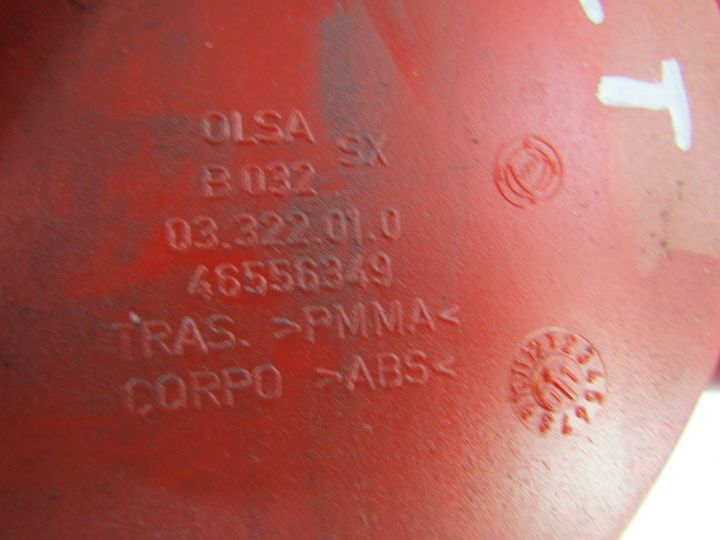 OLSA
SX
B 032
03.322.01.0
46556349
TRAS. >PMMA<
CORPO >ABS<
T